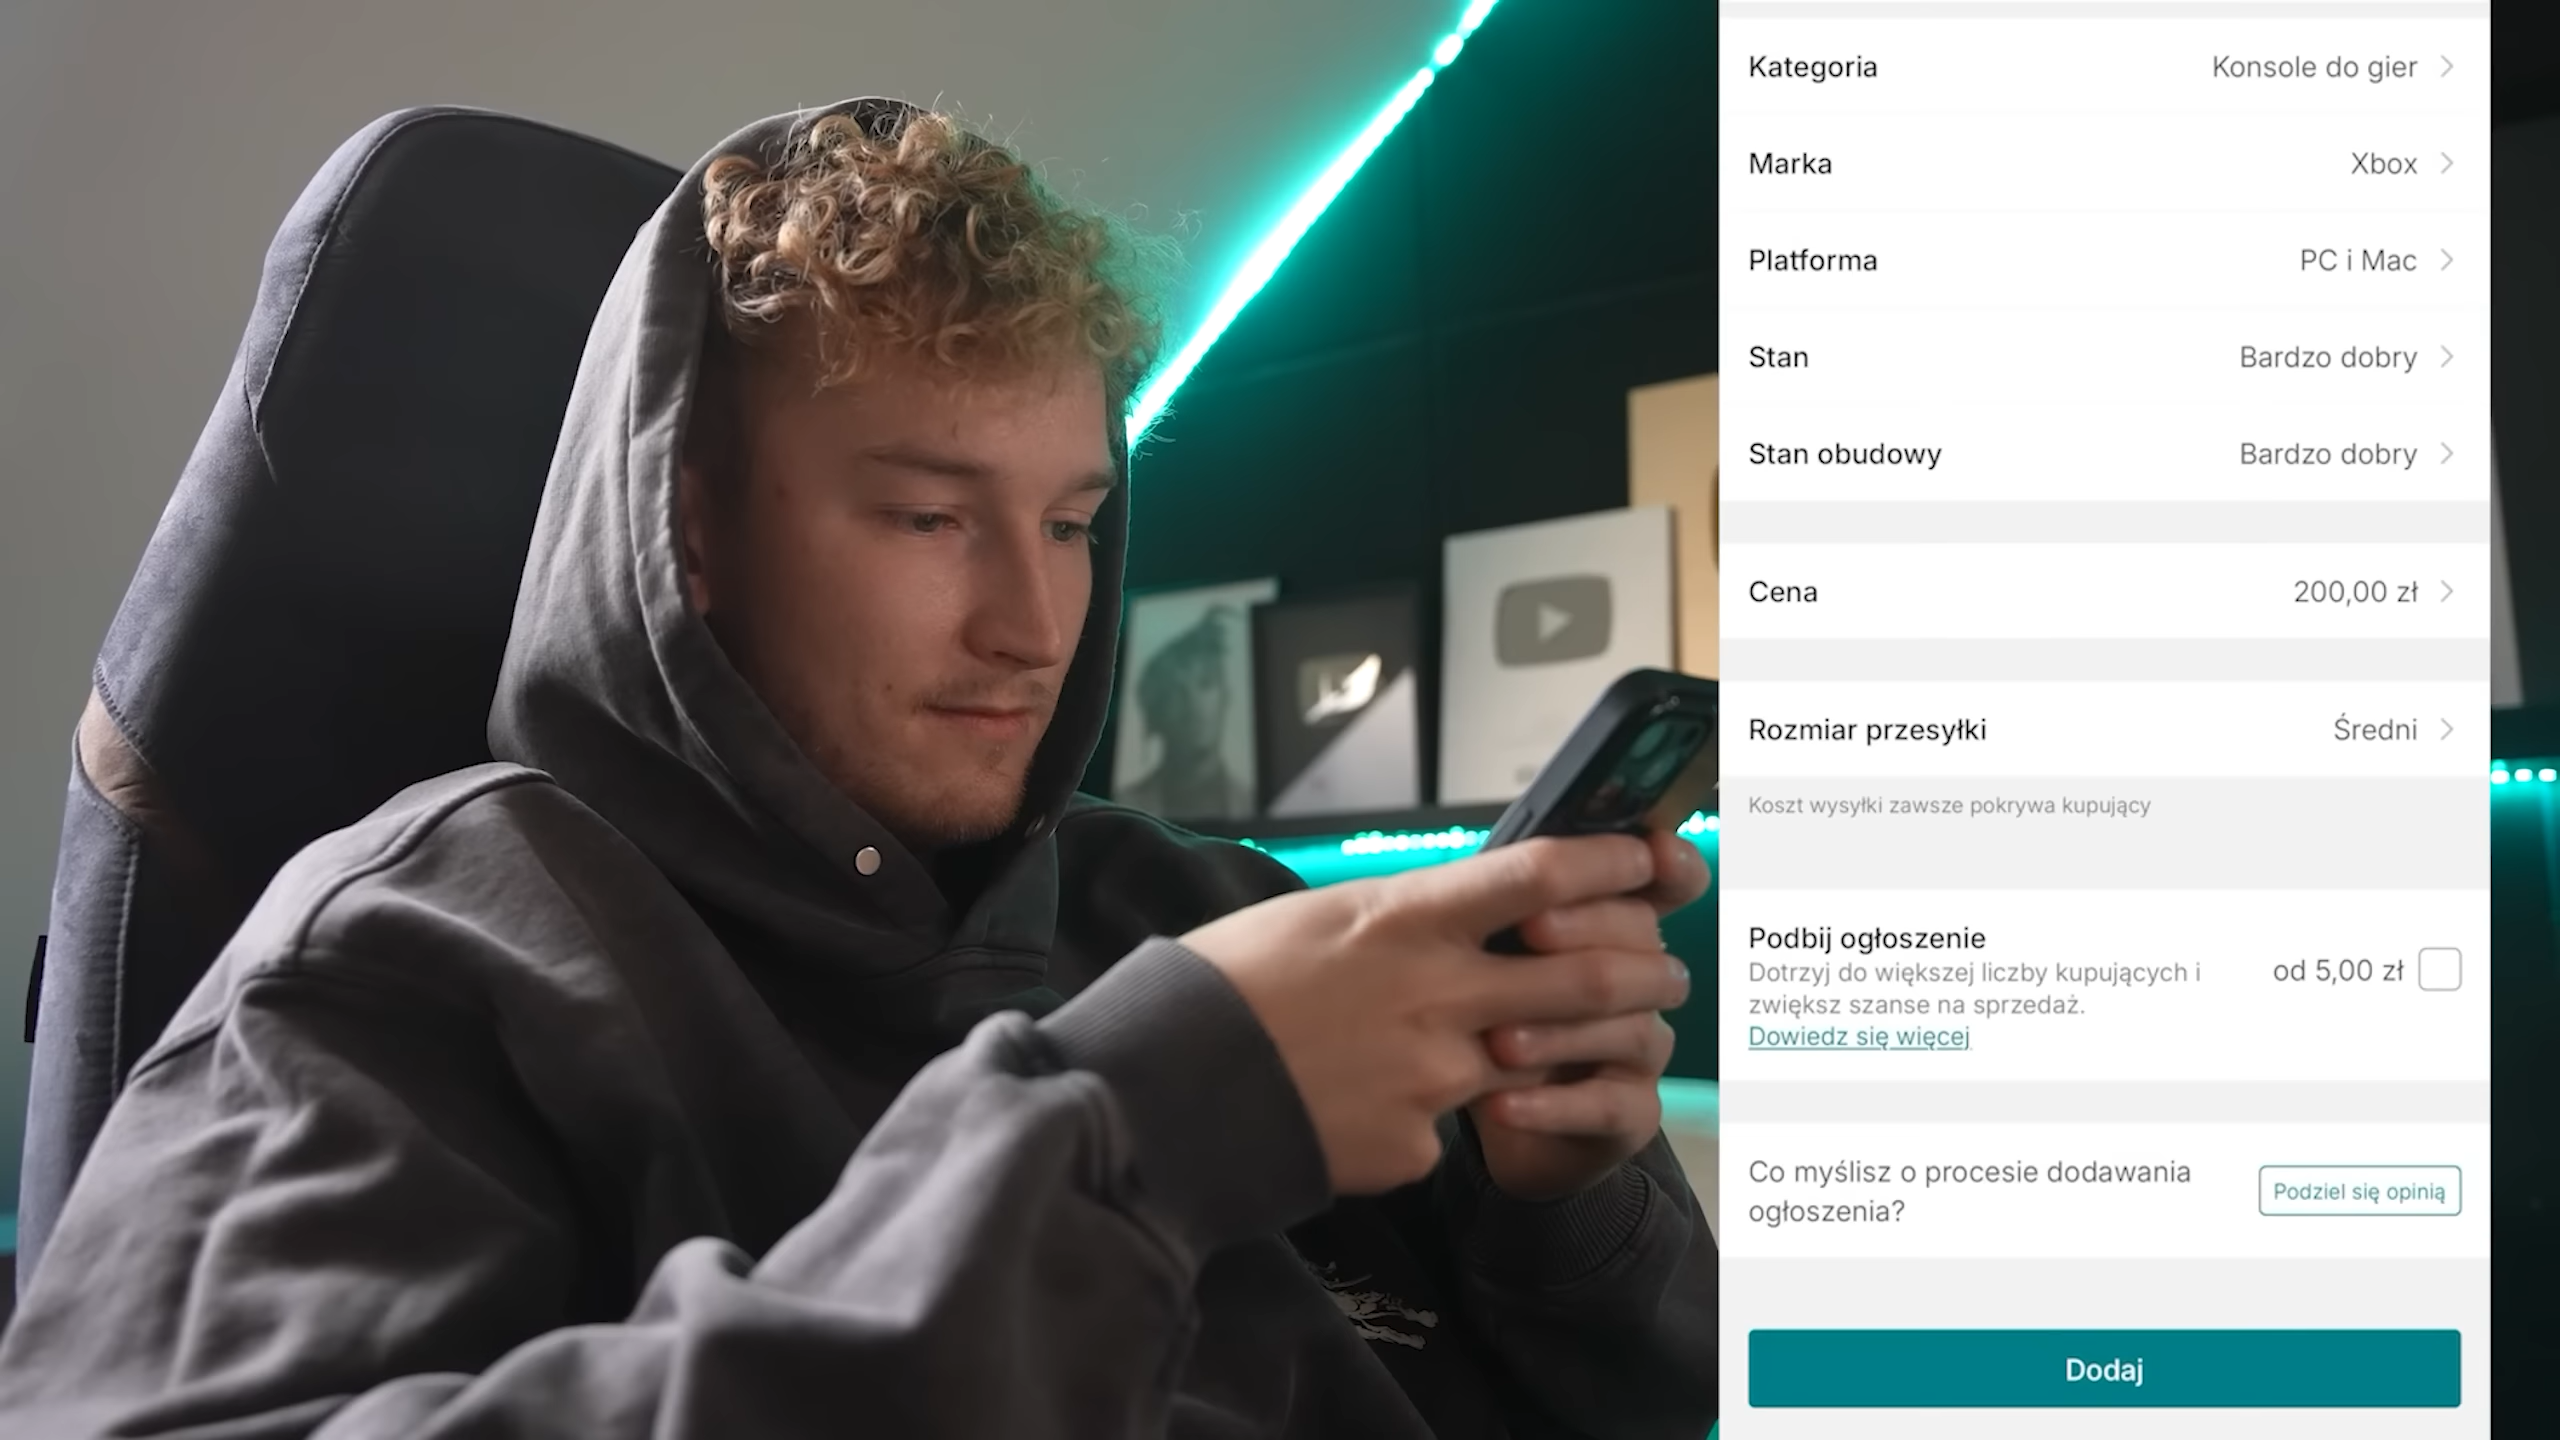 Kategoria
Konsole do gier
Marka
Xbox
Platforma
PC i Mac
Stan
Bardzo dobry
Stan obudowy
Bardzo dobry
Cena
200,00 zł
Rozmiar przesyłki
Średni
Koszt wysyłki zawsze pokrywa kupujący
Podbij ogłoszenie
Dotrzyj do większej liczby kupujących i
zwiększ szanse na sprzedaż.
od 5,00 zł
Dowiedz się więcej
Co myślisz o procesie dodawania
ogłoszenia?
Podziel się opinią
Dodaj